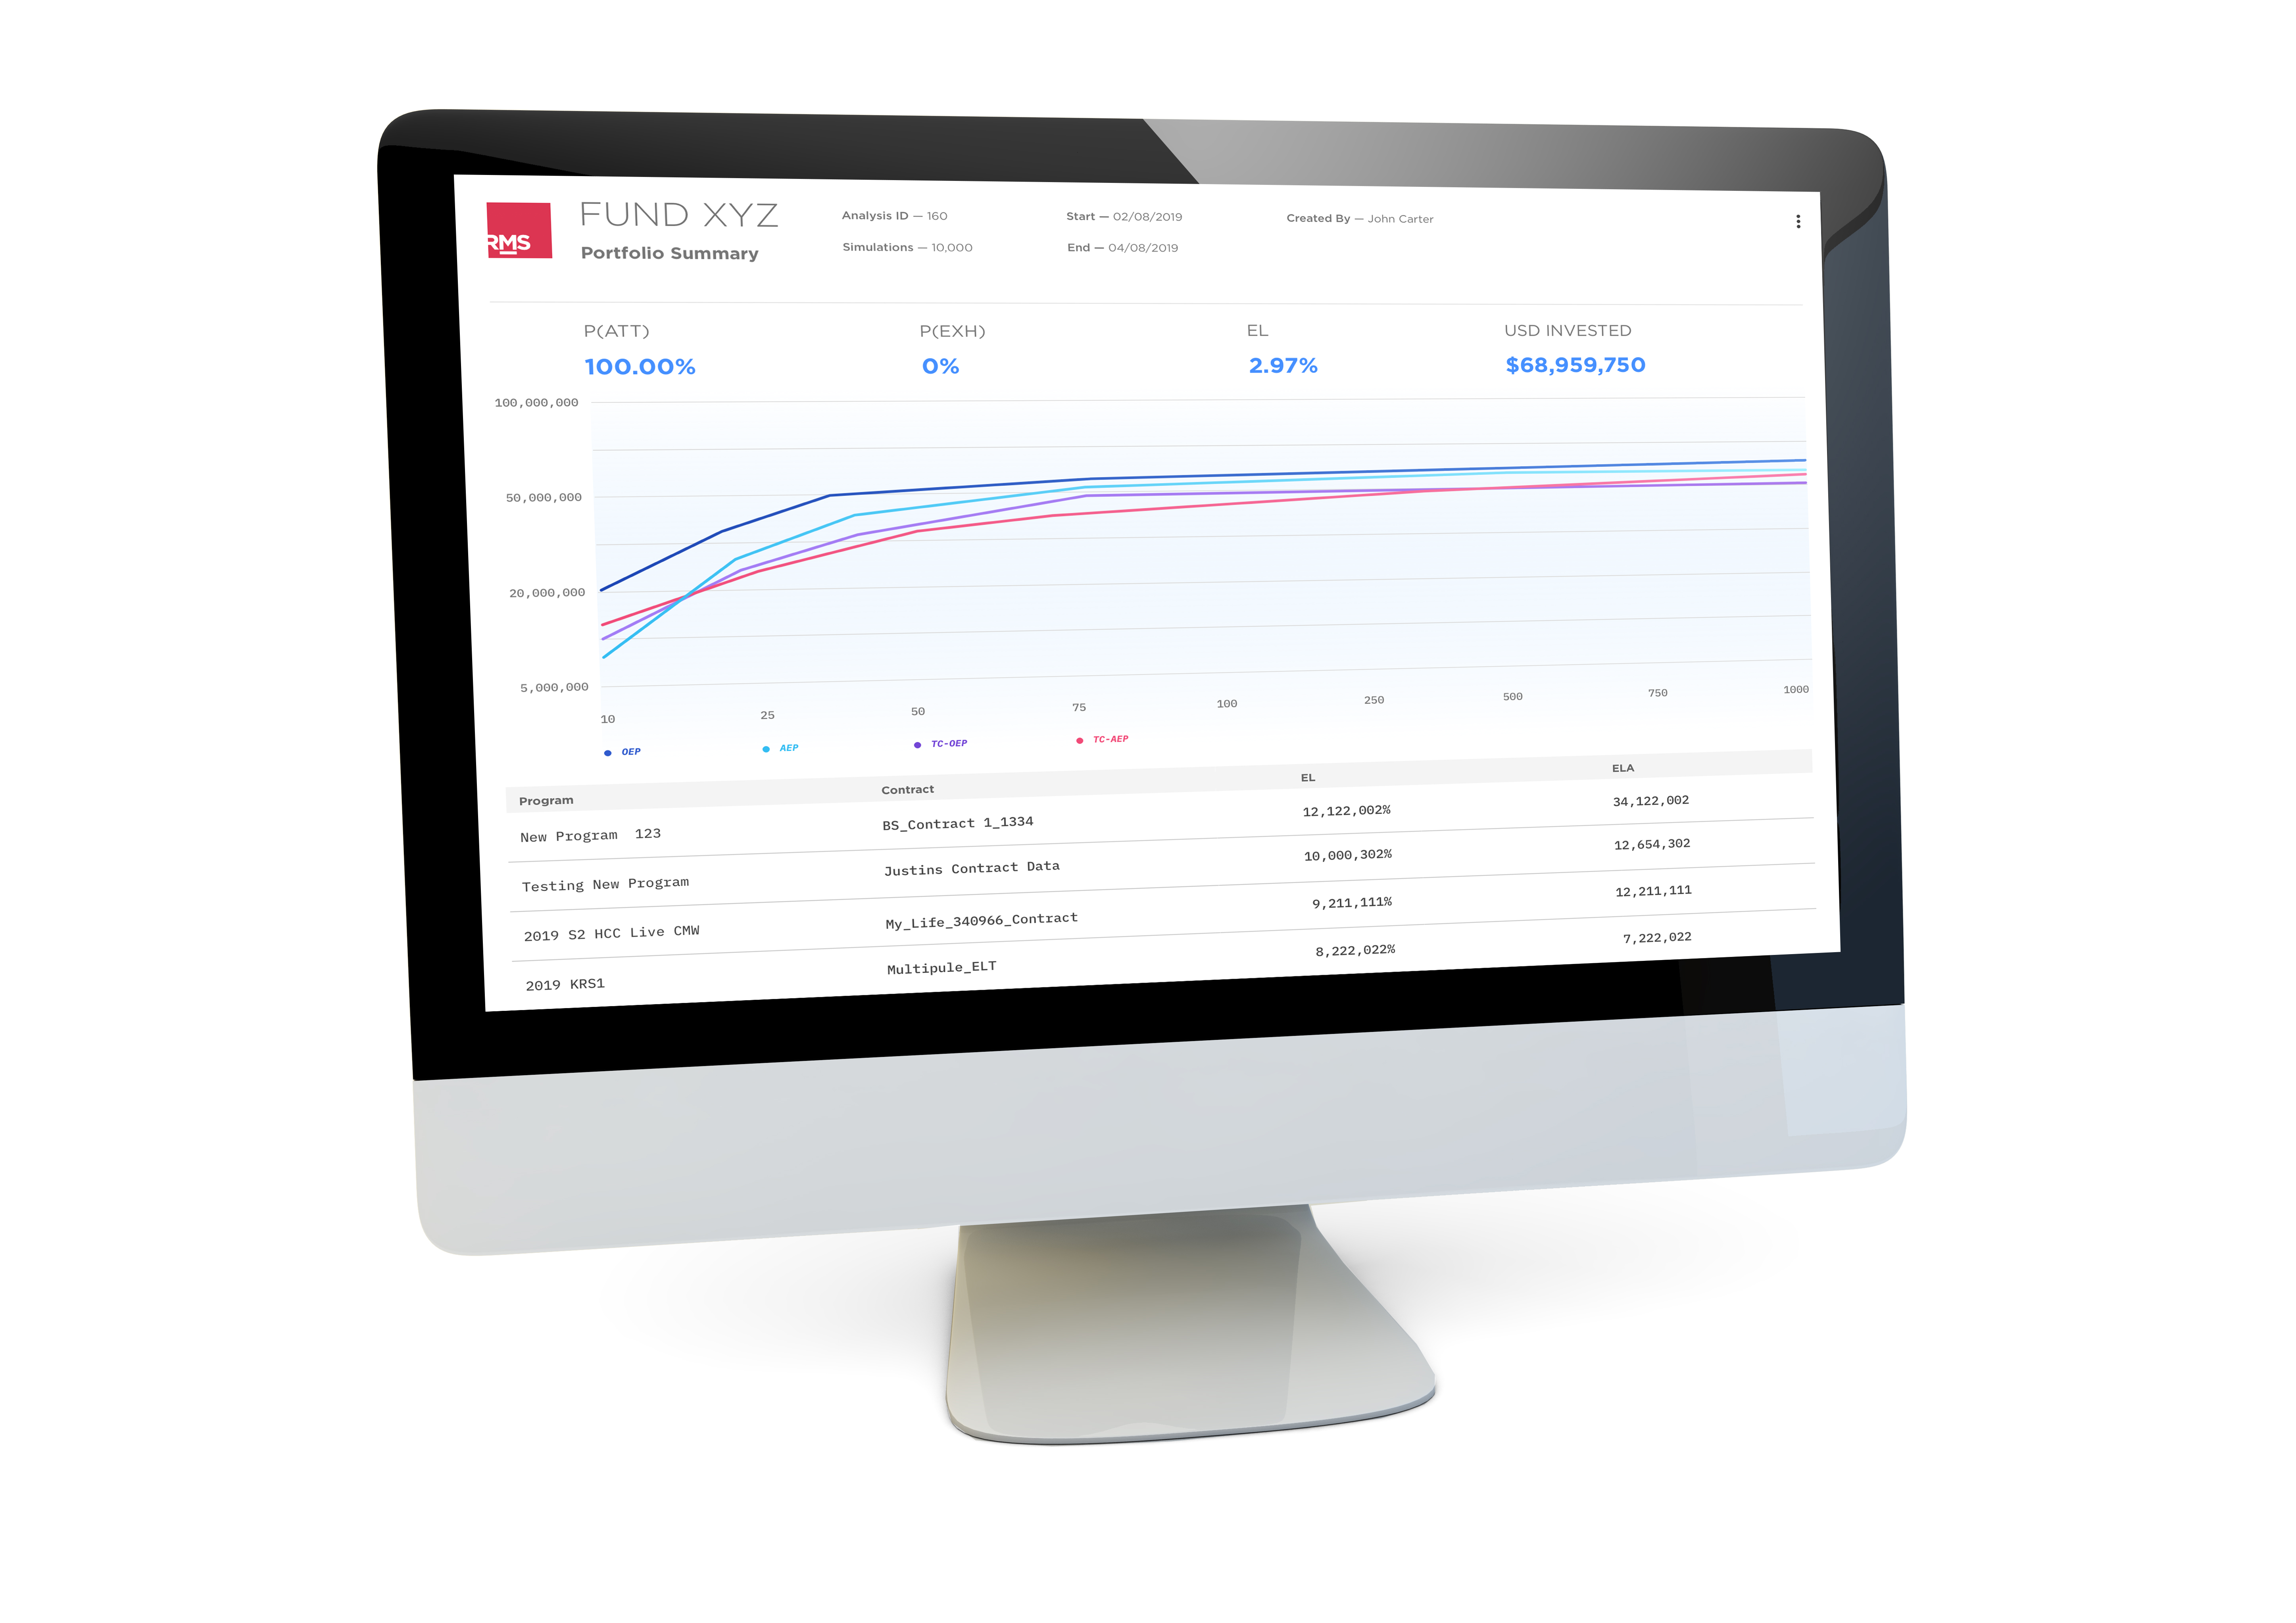 RMS
FUND XYZ
Portfolio Summary
Analysis ID — 160
Simulations — 10,000
Start — 02/08/2019
End — 04/08/2019
Created By — John Carter
P(ATT) P(EXH) EL USD INVESTED
100.00% 0% 2.97% $68,959,750
100,000,000
50,000,000
20,000,000
5,000,000
10 25 50 75 100 250 500 750 1000
OEP AEP TC-OEP TC-AEP
Program Contract EL ELA
New Program 123 BS_Contract 1_1334 12,122,002% 34,122,002
Testing New Program Justins Contract Data 10,000,302% 12,654,302
2019 S2 HCC Live CMW My_Life_340966_Contract 9,211,111% 12,211,111
2019 KRS1 Multipule_ELT 8,222,022% 7,222,022